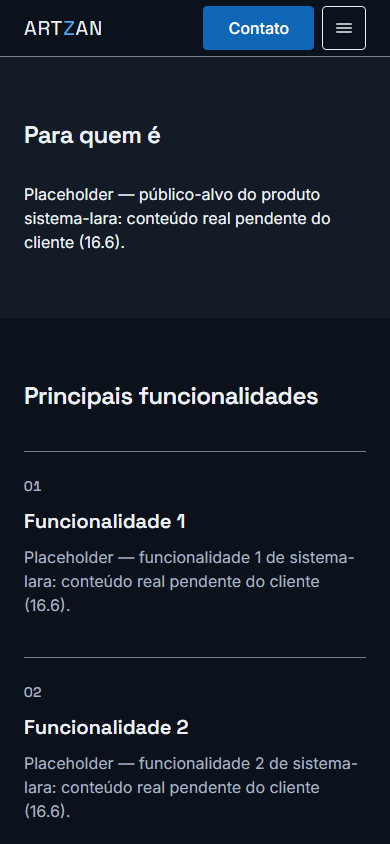 ARTZAN
Contato
Para quem é
Placeholder — público-alvo do produto
sistema-lara: conteúdo real pendente do
cliente (16.6).
Principais funcionalidades
01
Funcionalidade 1
Placeholder — funcionalidade 1 de sistema-
lara: conteúdo real pendente do cliente
(16.6).
02
Funcionalidade 2
Placeholder — funcionalidade 2 de sistema-
lara: conteúdo real pendente do cliente
(16.6).